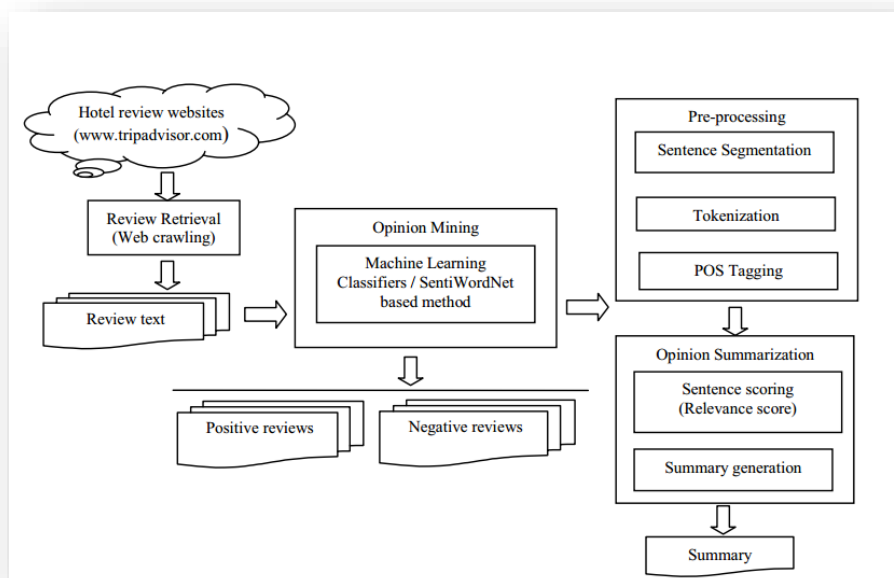 Hotel review websites
(www.tripadvisor.com)
Review Retrieval
(Web crawling)
Review text
Opinion Mining
Machine Learning
Classifiers / SentiWordNet
based method
Positive reviews
Negative reviews
Pre-processing
Sentence Segmentation
Tokenization
POS Tagging
Opinion Summarization
Sentence scoring
(Relevance score)
Summary generation
Summary